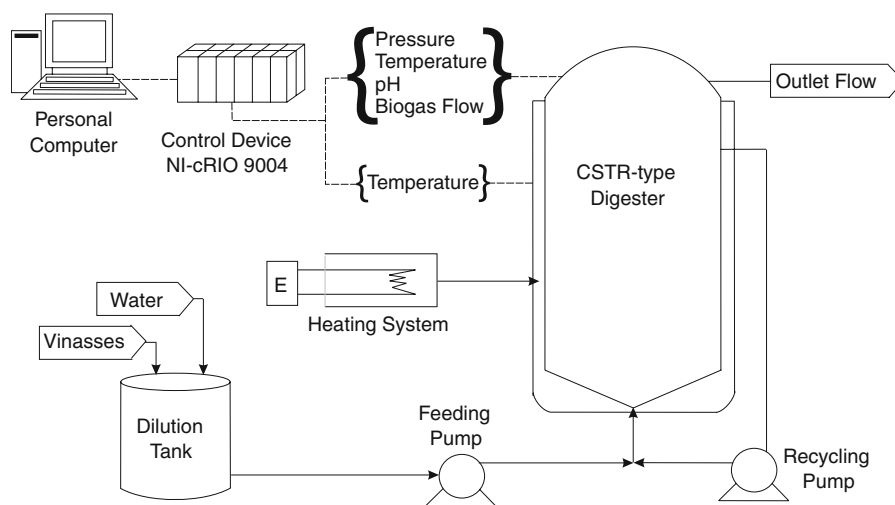 Pressure
Temperature
pH
Biogas Flow
Outlet Flow
Personal
Computer
Control Device
NI-cRIO 9004
Temperature
CSTR-type
Digester
E
Heating System
Water
Vinasses
Dilution
Tank
Feeding
Pump
Recycling
Pump